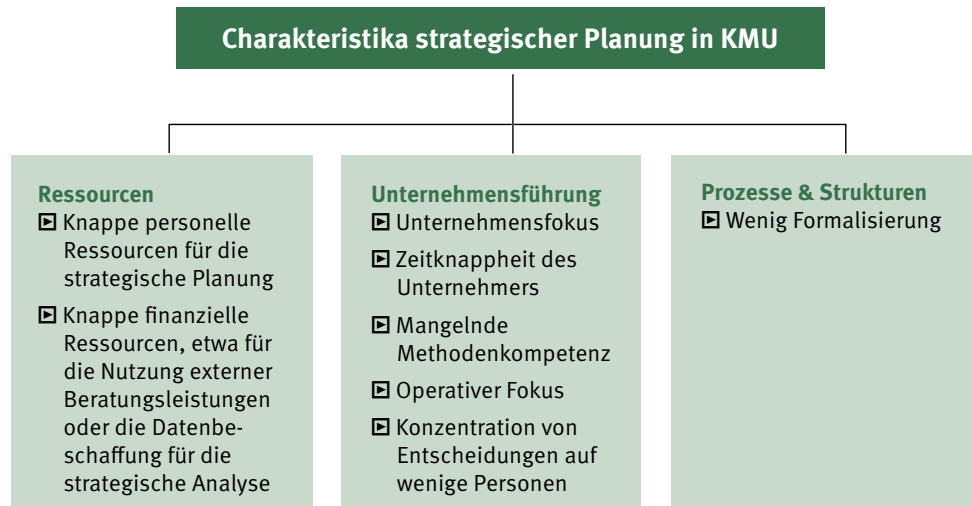 Charakteristika strategischer Planung in KMU
Ressourcen
Knappe personelle
Ressourcen für die
strategische Planung
Knappe finanzielle
Ressourcen, etwa für
die Nutzung externer
Beratungsleistungen
oder die Datenbe-
schaffung für die
strategische Analyse
Unternehmensführung
Unternehmensfokus
Zeitknappheit des
Unternehmers
Mangelnde
Methodenkompetenz
Operativer Fokus
Konzentration von
Entscheidungen auf
wenige Personen
Prozesse & Strukturen
Wenig Formalisierung